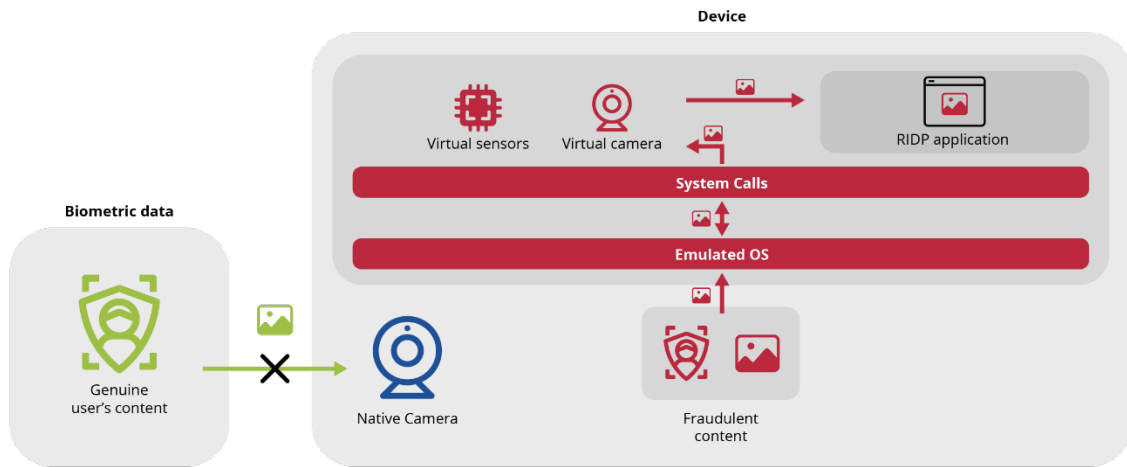 Device
Virtual sensors
Virtual camera
RIDP application
System Calls
Biometric data
Emulated OS
Genuine
user's content
Native Camera
Fraudulent
content